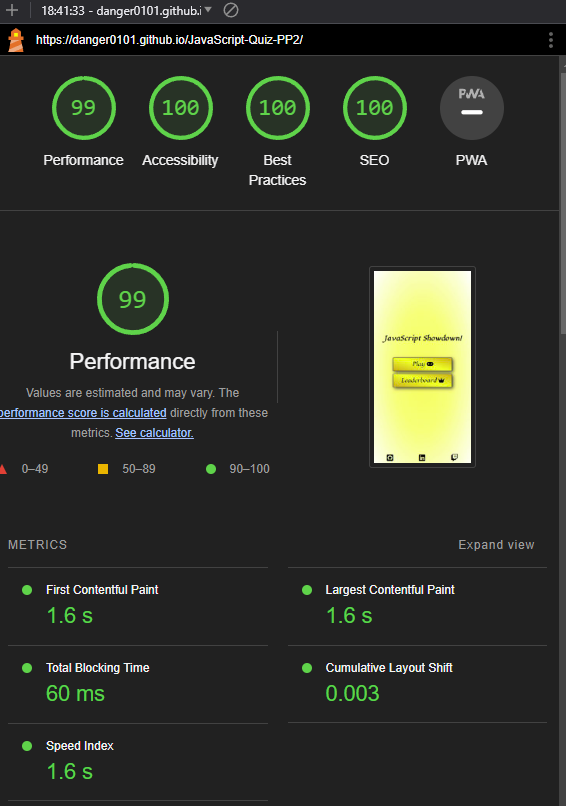 18:41:33 - danger0101.github.i
https://danger0101.github.io/JavaScript-Quiz-PP2/
99
100
100
100
PWA
Performance
Accessibility
Best
Practices
SEO
PWA
99
Performance
Values are estimated and may vary. The
performance score is calculated directly from these
metrics. See calculator.
0–49
50–89
90–100
JavaScript Showdown!
Play
Leaderboard
METRICS
Expand view
First Contentful Paint
1.6 s
Largest Contentful Paint
1.6 s
Total Blocking Time
60 ms
Cumulative Layout Shift
0.003
Speed Index
1.6 s